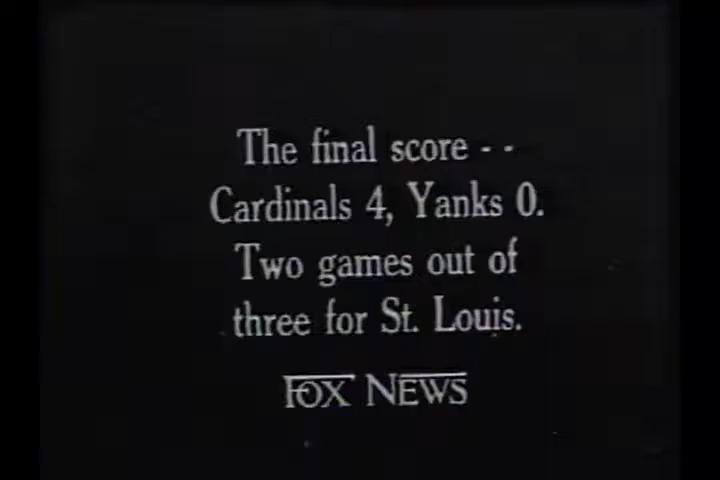 The final score - -
Cardinals 4, Yanks 0.
Two games out of
three for St. Louis.
FOX NEWS